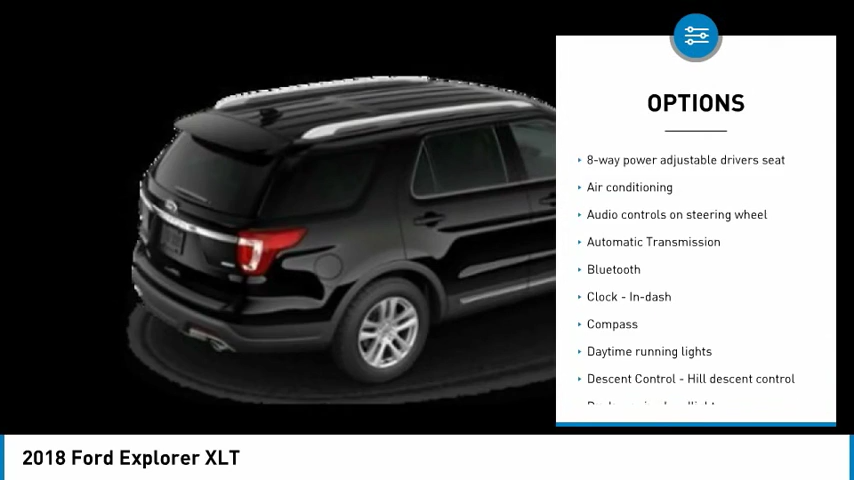 OPTIONS
8-way power adjustable drivers seat
Air conditioning
Audio controls on steering wheel
Automatic Transmission
Bluetooth
Clock - In-dash
Compass
Daytime running lights
Descent Control - Hill descent control
2018 Ford Explorer XLT